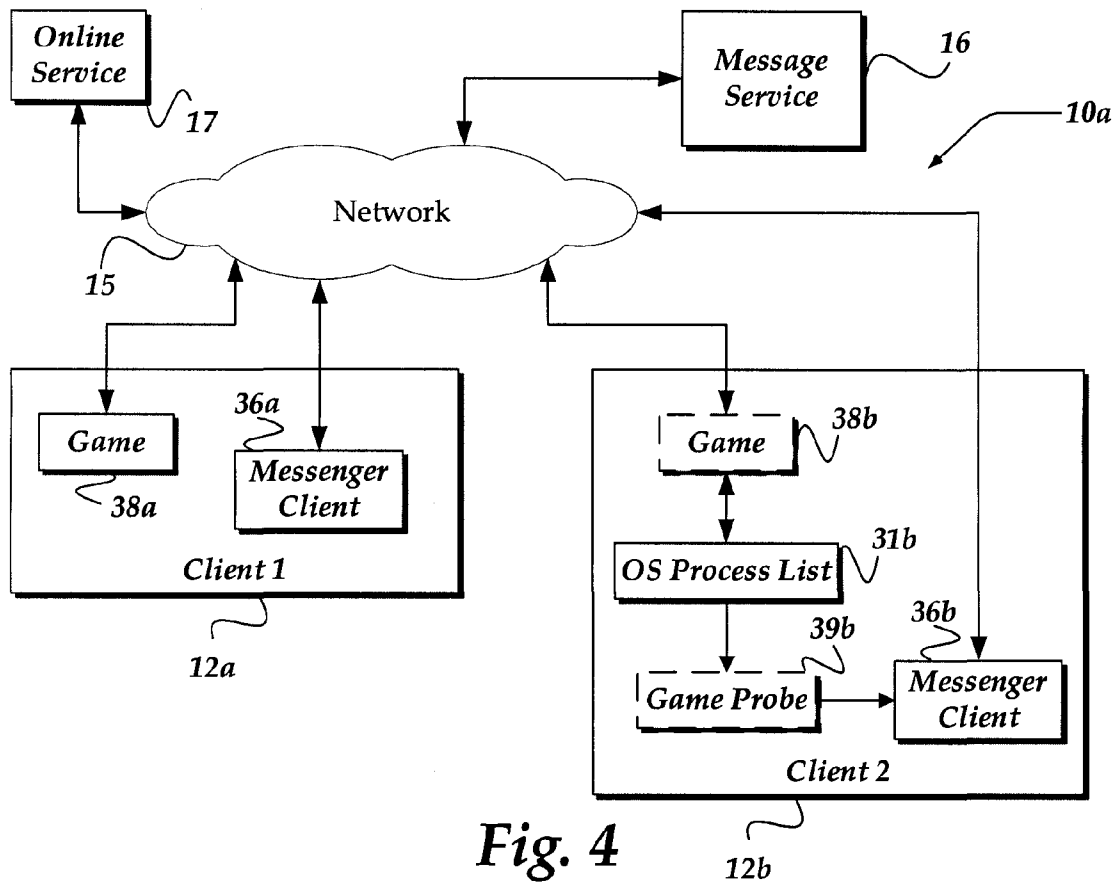 Online
Service
17
Message
Service
16
10a
Network
15
Game
38a
36a
Messenger
Client
Client 1
12a
Game
38b
OS Process List
31b
39b
Game Probe
36b
Messenger
Client
Client 2
12b
Fig. 4